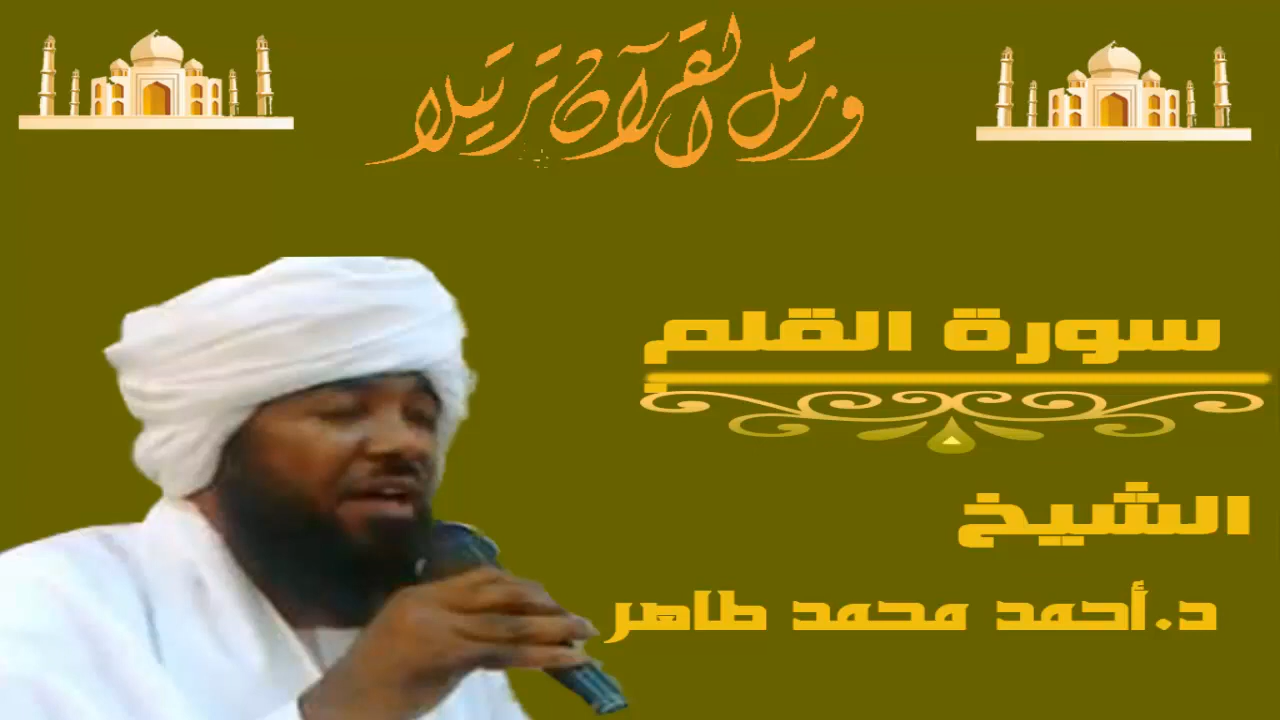 ورتل القرآن ترتيلا
سورة القلم
الشيخ
د.أحمد محمد طاهر